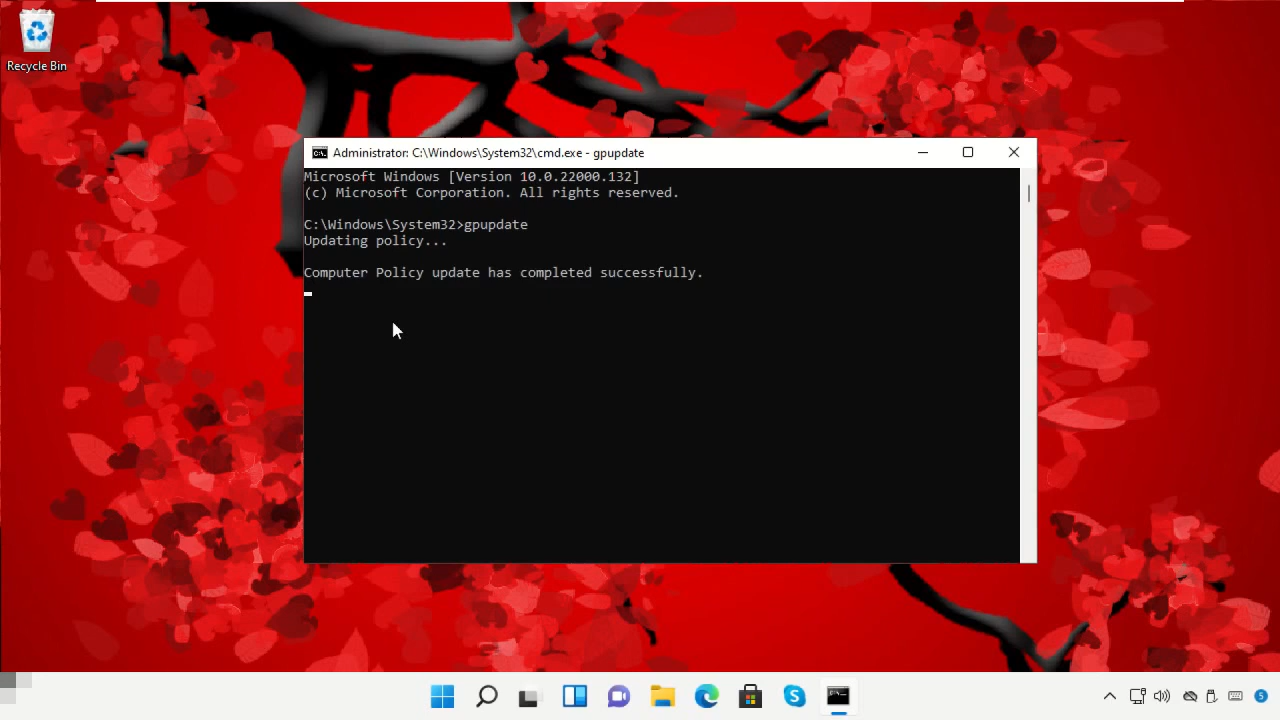 Recycle Bin
Administrator: C:\Windows\System32\cmd.exe - gpupdate
Microsoft Windows [Version 10.0.22000.132]
(c) Microsoft Corporation. All rights reserved.
C:\Windows\System32>gpupdate
Updating policy...
Computer Policy update has completed successfully.
5